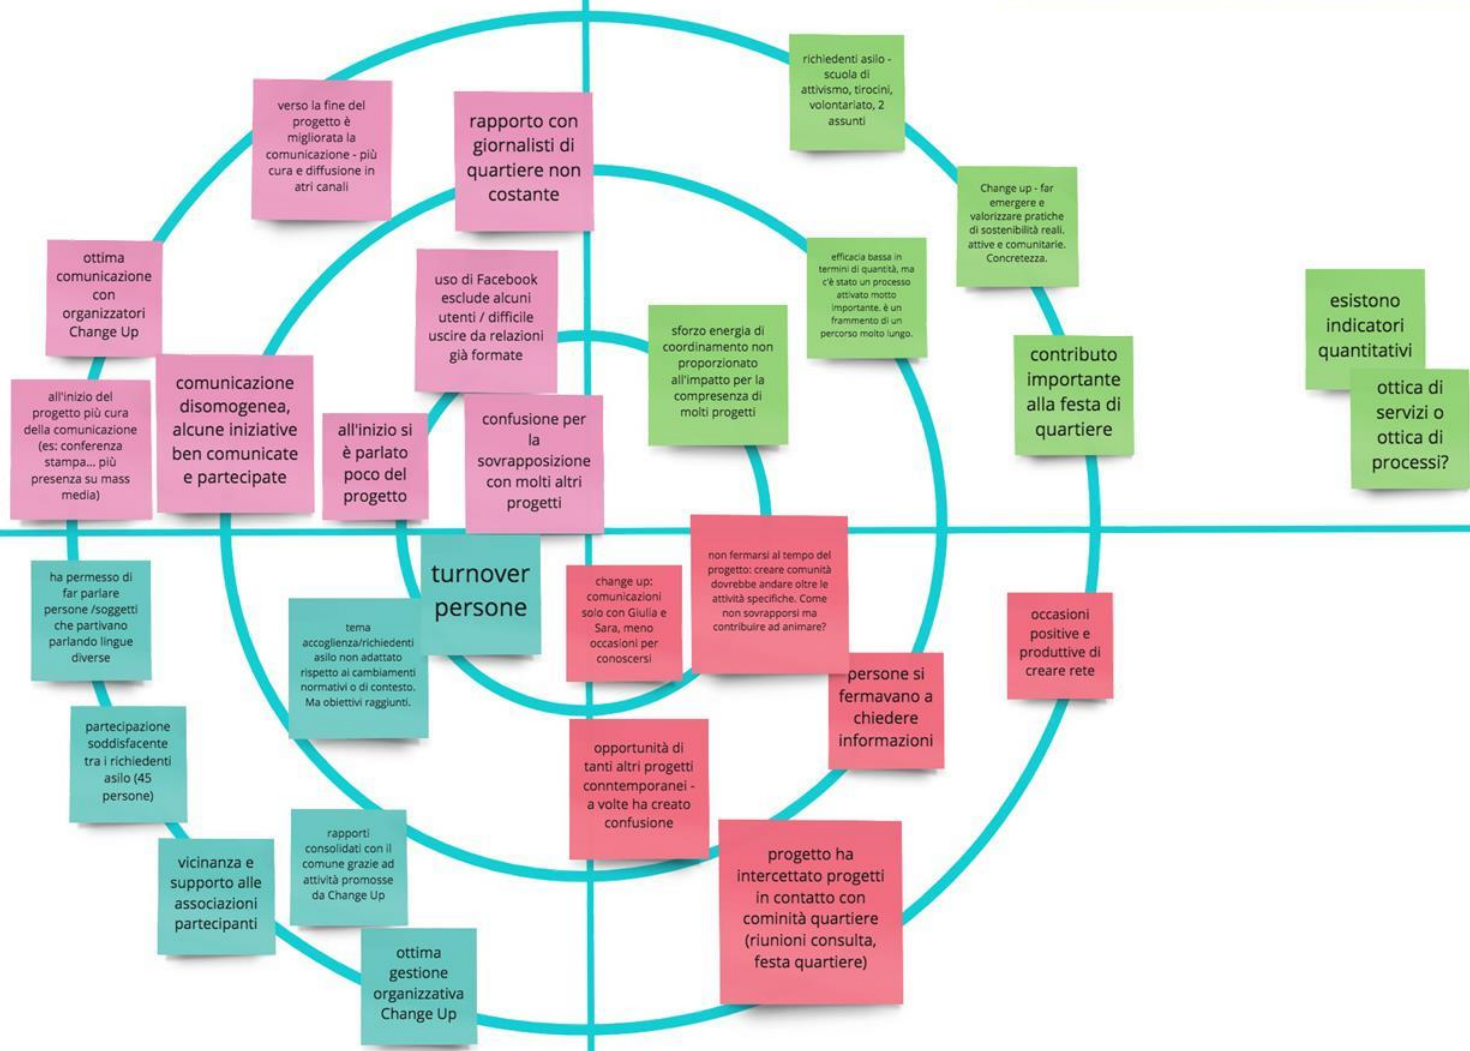 verso la fine del
progetto è
migliorata la
comunicazione - più
cura e diffusione in
atri canali
rapporto con
giornalisti di
quartiere non
costante
ottima
comunicazione
con
organizzatori
Change Up
uso di Facebook
esclude alcuni
utenti / difficile
uscire da relazioni
già formate
all'inizio del
progetto più cura
della comunicazione
(es: conferenza
stampa... più
presenza su mass
media)
comunicazione
disomogenea,
alcune iniziative
ben comunicate
e partecipate
all'inizio si
è parlato
poco del
progetto
confusione per
la
sovrapposizione
con molti altri
progetti
richiedenti asilo -
scuola di
attivismo, tirocini,
volontariato, 2
assunti
Change up - far
emergere e
valorizzare pratiche
di sostenibilità reali.
attive e comunitarie.
Concretezza.
efficacia bassa in
termini di quantità, ma
c'è stato un processo
attivato motto
importante. è un
frammento di un
percorso molto lungo.
sforzo energia di
coordinamento non
proporzionato
all'impatto per la
compresenza di
molti progetti
contributo
importante
alla festa di
quartiere
esistono
indicatori
quantitativi
ottica di
servizi o
ottica di
processi?
ha permesso di
far parlare
persone /soggetti
che partivano
parlando lingue
diverse
turnover
persone
tema
accoglienza/richiedenti
asilo non adattato
rispetto ai cambiamenti
normativi o di contesto.
Ma obiettivi raggiunti.
partecipazione
soddisfacente
tra i richiedenti
asilo (45
persone)
vicinanza e
supporto alle
associazioni
partecipanti
rapporti
consolidati con il
comune grazie ad
attività promosse
da Change Up
ottima
gestione
organizzativa
Change Up
change up:
comunicazioni
solo con Giulia e
Sara, meno
occasioni per
conoscersi
non fermarsi al tempo del
progetto: creare comunità
dovrebbe andare oltre le
attività specifiche. Come
non sovrapporsi ma
contribuire ad animare?
occasioni
positive e
produttive di
creare rete
persone si
fermavano a
chiedere
informazioni
opportunità di
tanti altri progetti
conntemporanei -
a volte ha creato
confusione
progetto ha
intercettato progetti
in contatto con
cominità quartiere
(riunioni consulta,
festa quartiere)